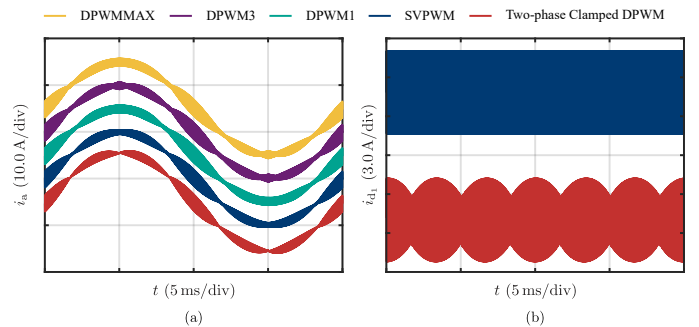 DPWMMAX DPWM3 DPWM1 SVPWM Two-phase Clamped DPWM
i_a (10.0 A/div)
i_d1 (3.0 A/div)
t (5 ms/div) t (5 ms/div)
(a) (b)